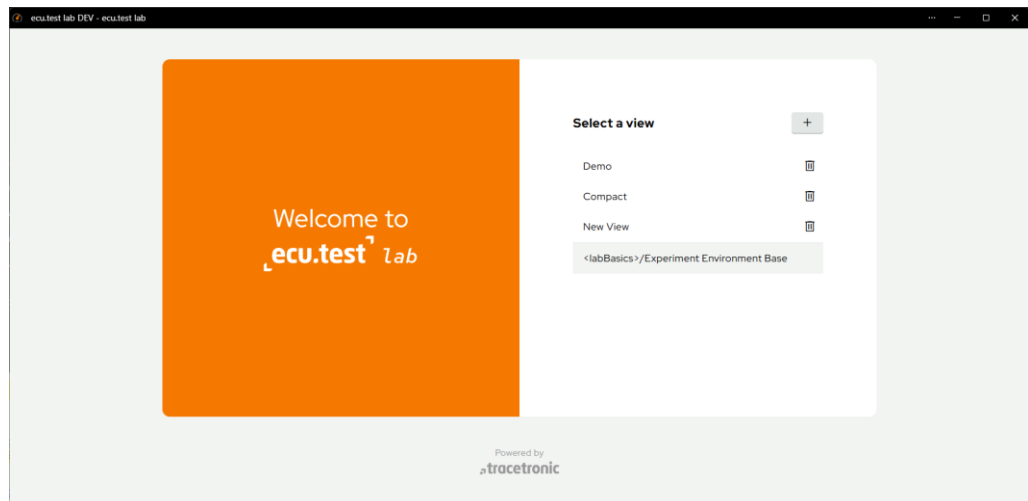 ecu.test lab DEV - ecu.test lab
Welcome to
ecu.test lab
Select a view
+
Demo
Compact
New View
<labBasics>/Experiment Environment Base
Powered by
tracetronic